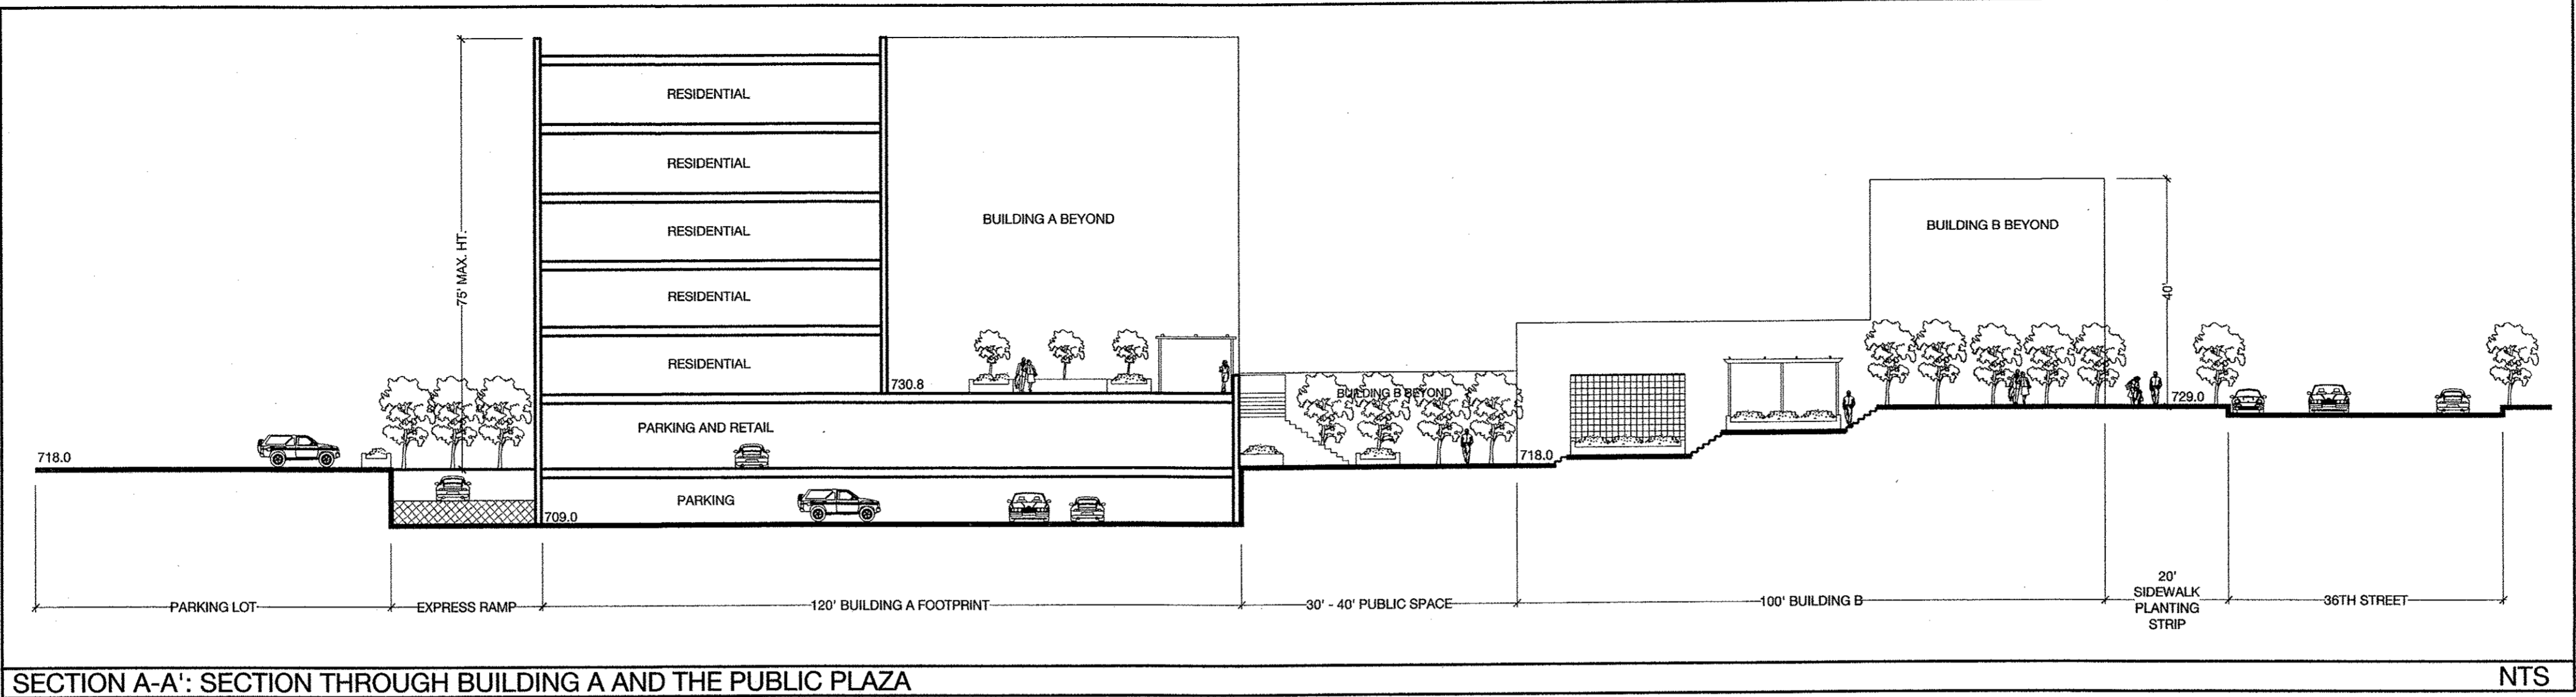 75' MAX. HT.
RESIDENTIAL
RESIDENTIAL
RESIDENTIAL
RESIDENTIAL
RESIDENTIAL
BUILDING A BEYOND
BUILDING B BEYOND
40'
730.8
BUILDING B BEYOND
729.0
PARKING AND RETAIL
718.0
718.0
PARKING
709.0
PARKING LOT
EXPRESS RAMP
120' BUILDING A FOOTPRINT
30' - 40' PUBLIC SPACE
100' BUILDING B
20'
SIDEWALK
PLANTING
STRIP
36TH STREET
SECTION A-A': SECTION THROUGH BUILDING A AND THE PUBLIC PLAZA
NTS